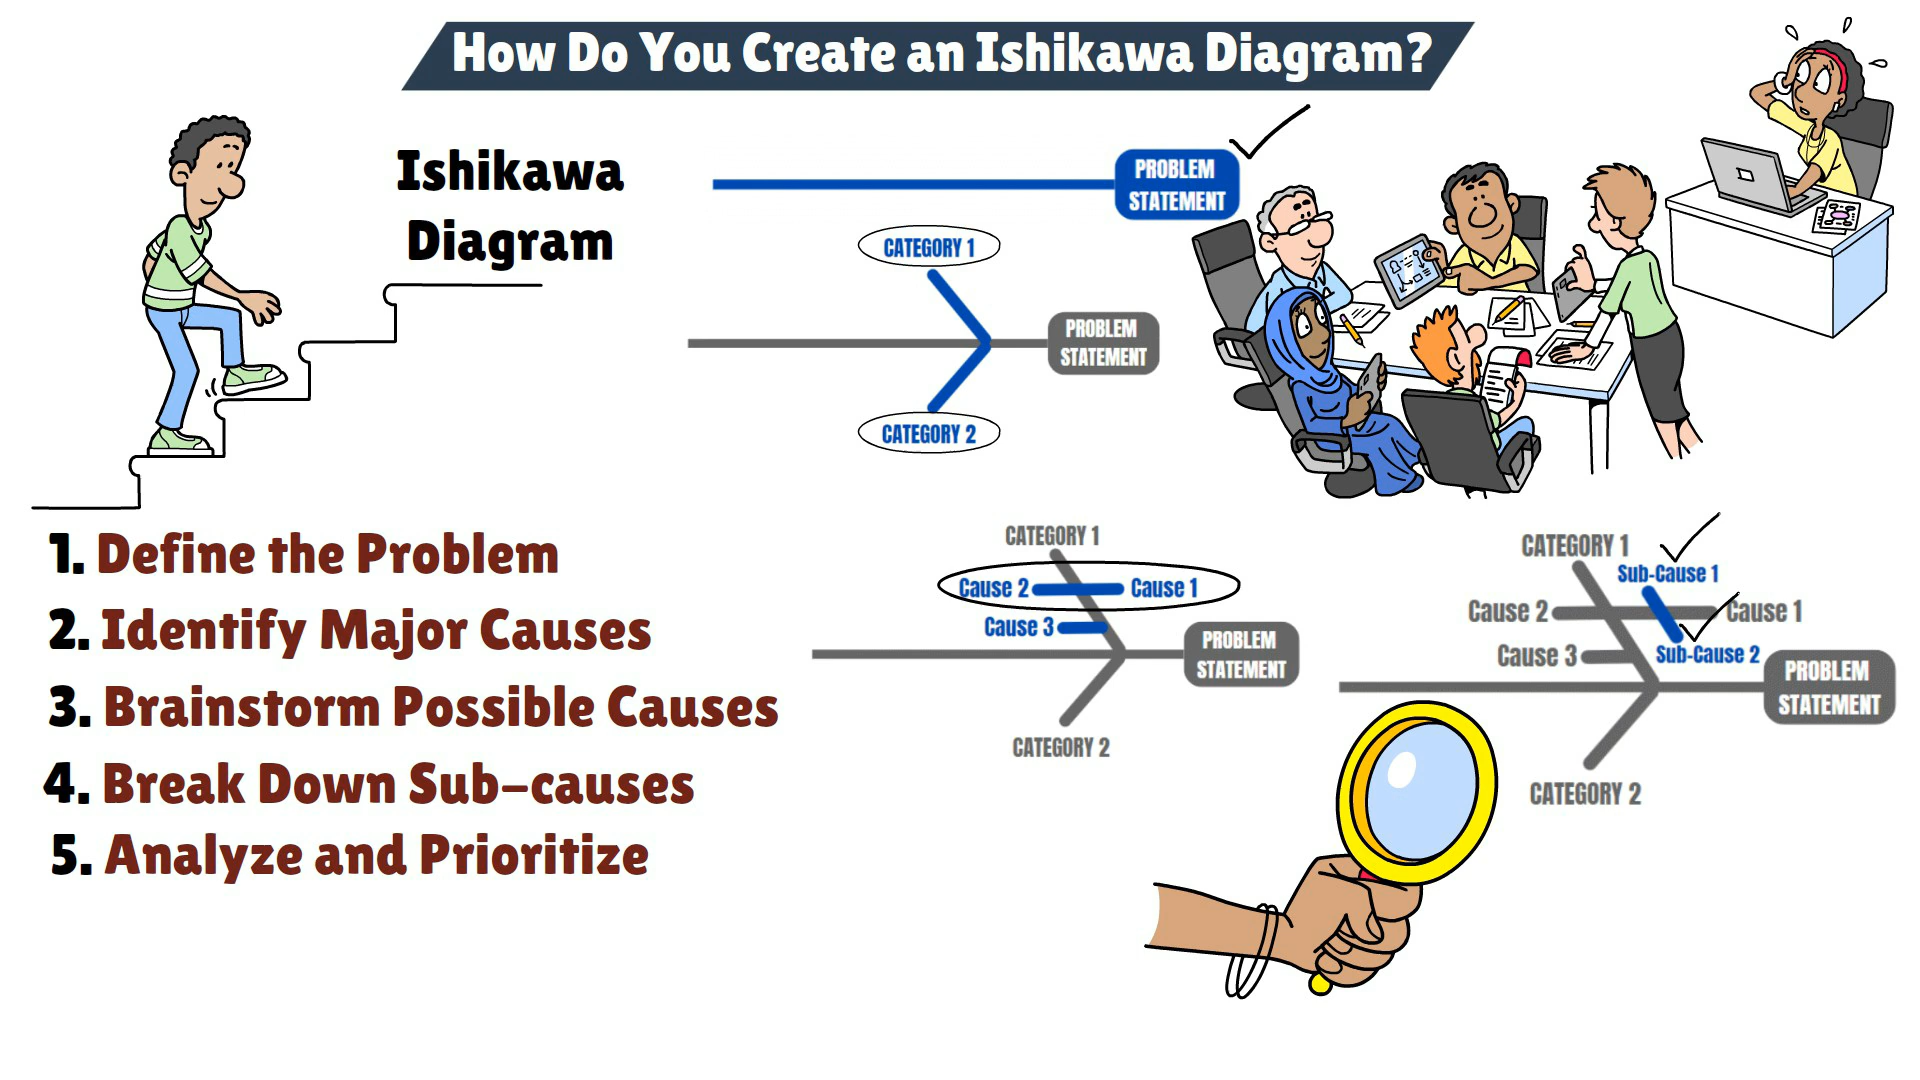 How Do You Create an Ishikawa Diagram?
Ishikawa
Diagram
PROBLEM
STATEMENT
CATEGORY 1
PROBLEM
STATEMENT
CATEGORY 2
1. Define the Problem
2. Identify Major Causes
3. Brainstorm Possible Causes
4. Break Down Sub-causes
5. Analyze and Prioritize
CATEGORY 1
Cause 2 Cause 1
Cause 3
PROBLEM
STATEMENT
CATEGORY 2
CATEGORY 1
Sub-Cause 1
Cause 2 Cause 1
Cause 3 Sub-Cause 2
PROBLEM
STATEMENT
CATEGORY 2